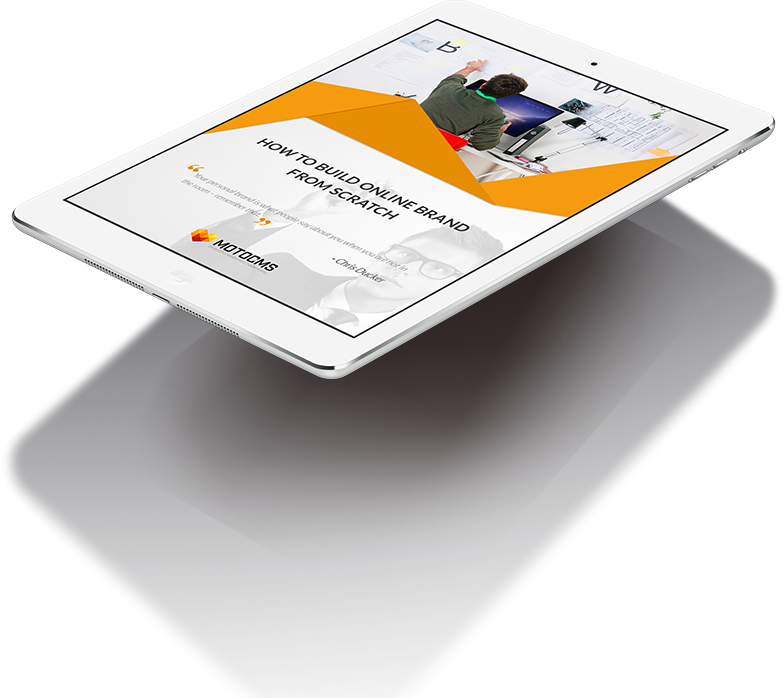 R
W
HOW TO BUILD ONLINE BRAND
FROM SCRATCH
“ Your personal brand is what people say about you when you are not in
the room - remember that. ”
- Chris Ducker
MOTOCMS